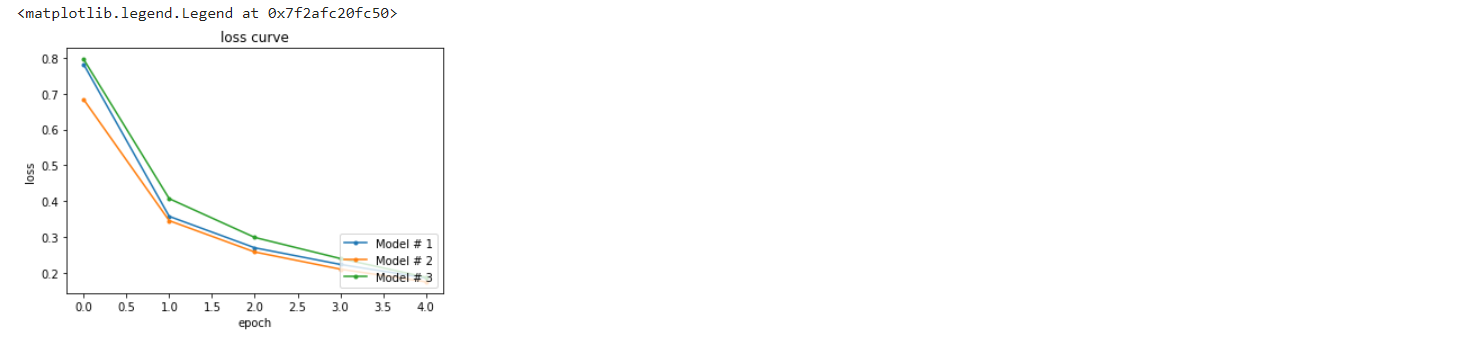 <matplotlib.legend.Legend at 0x7f2afc20fc50>
loss curve
0.8
0.7
0.6
0.5
0.4
0.3
0.2
loss
Model # 1
Model # 2
Model # 3
0.0 0.5 1.0 1.5 2.0 2.5 3.0 3.5 4.0
epoch